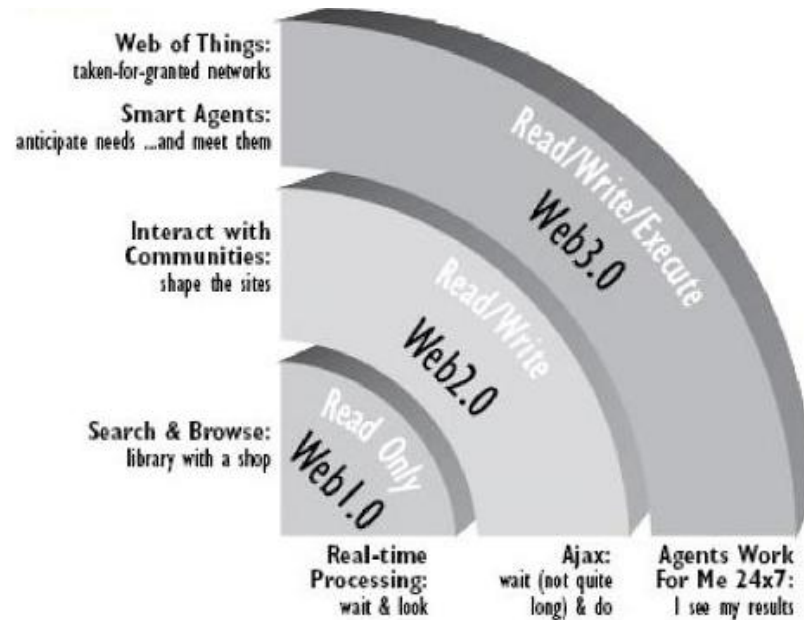 Web of Things:
taken-for-granted networks
Smart Agents:
anticipate needs ...and meet them
Read/Write/Execute
Web3.0
Interact with
Communities:
shape the sites
Read/Write
Web2.0
Search & Browse:
library with a shop
Read Only
Web1.0
Real-time
Processing:
wait & look
Ajax:
wait (not quite
long) & do
Agents Work
For Me 24x7:
I see my results